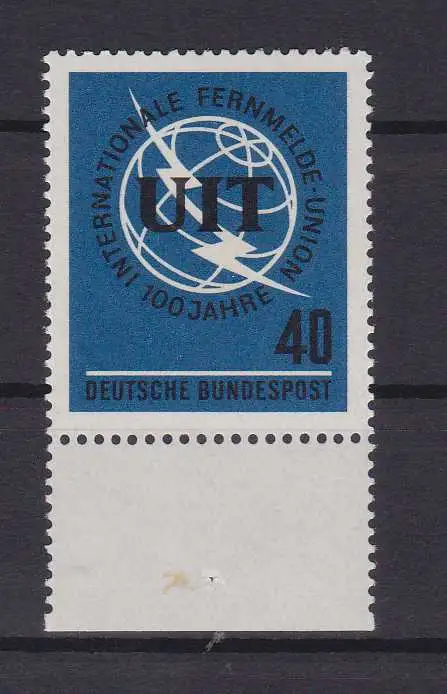 INTERNATIONALE FERNMELDE-UNION
UIT
100 JAHRE
40
DEUTSCHE BUNDESPOST